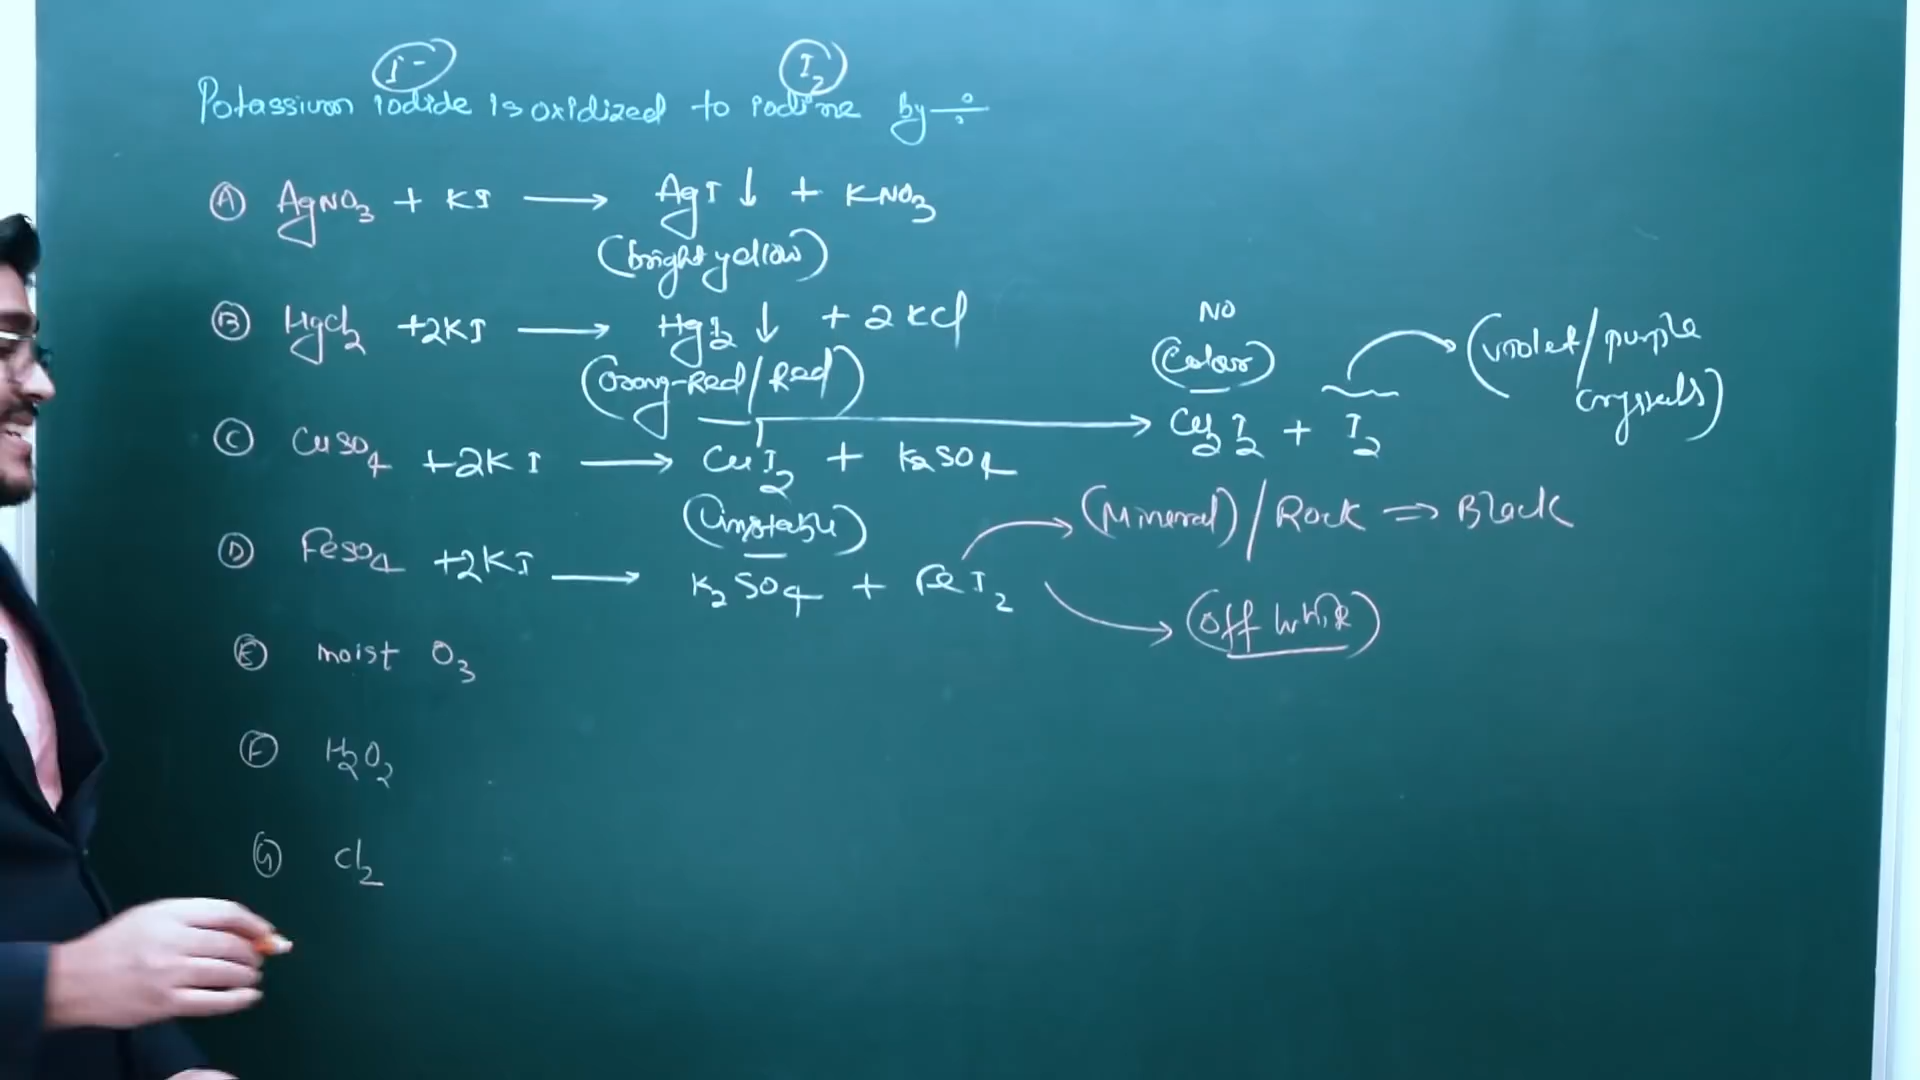 I⁻ I₂
Potassium iodide is oxidized to iodine by÷
(A) AgNO₃ + KI ⟶ AgI↓ + KNO₃
(bright yellow)
(B) HgCl₂ +2KI ⟶ HgI₂↓ + 2KCl
(Orang-Red/Red)
NO
(Colour)
(violet/purple
crystals)
Cu₂I₂ + I₂
(C) CuSO₄ +2KI ⟶ CuI₂ + K₂SO₄
(Unstable)
(Mineral)/Rock ⇒ Black
(D) FeSO₄ +2KI ⟶ K₂SO₄ + FeI₂
(Off White)
(E) moist O₃
(F) H₂O₂
(G) Cl₂